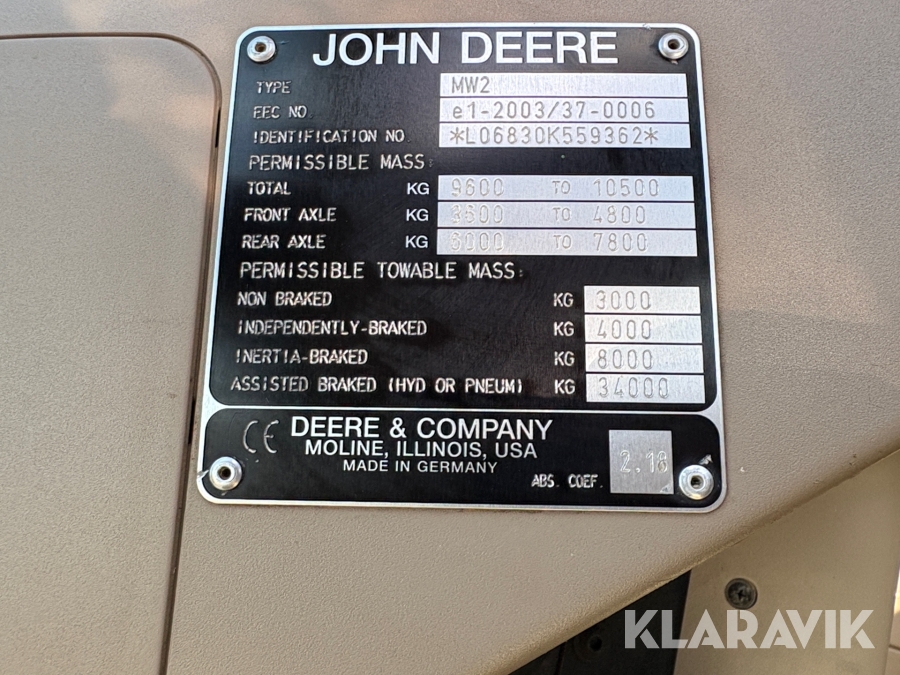 JOHN DEERE
TYPE MW2
EEC NO. e1-2003/37-0006
IDENTIFICATION NO. *L06830K559362*
PERMISSIBLE MASS:
TOTAL KG 9600 TO 10500
FRONT AXLE KG 3600 TO 4800
REAR AXLE KG 6000 TO 7800
PERMISSIBLE TOWABLE MASS:
NON BRAKED KG 3000
INDEPENDENTLY-BRAKED KG 4000
INERTIA-BRAKED KG 8000
ASSISTED BRAKED (HYD OR PNEUM) KG 34000
CE DEERE & COMPANY
MOLINE, ILLINOIS, USA
MADE IN GERMANY
ABS. COEF. 2.18
KLARAVIK